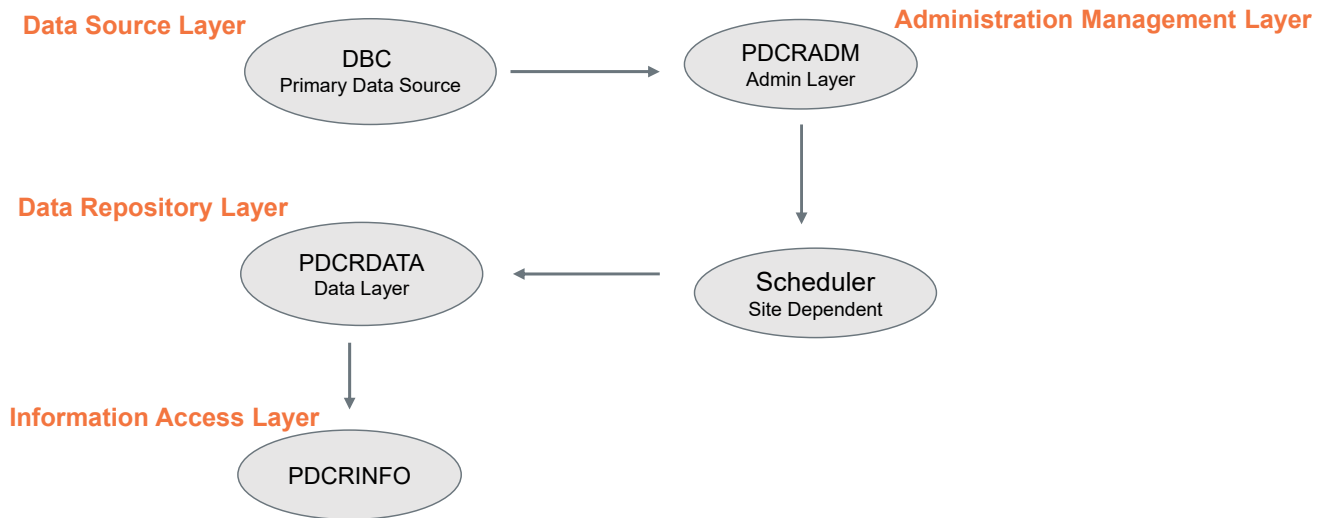 Data Source Layer
Administration Management Layer
DBC
Primary Data Source
PDCRADM
Admin Layer
Data Repository Layer
PDCRDATA
Data Layer
Scheduler
Site Dependent
Information Access Layer
PDCRINFO